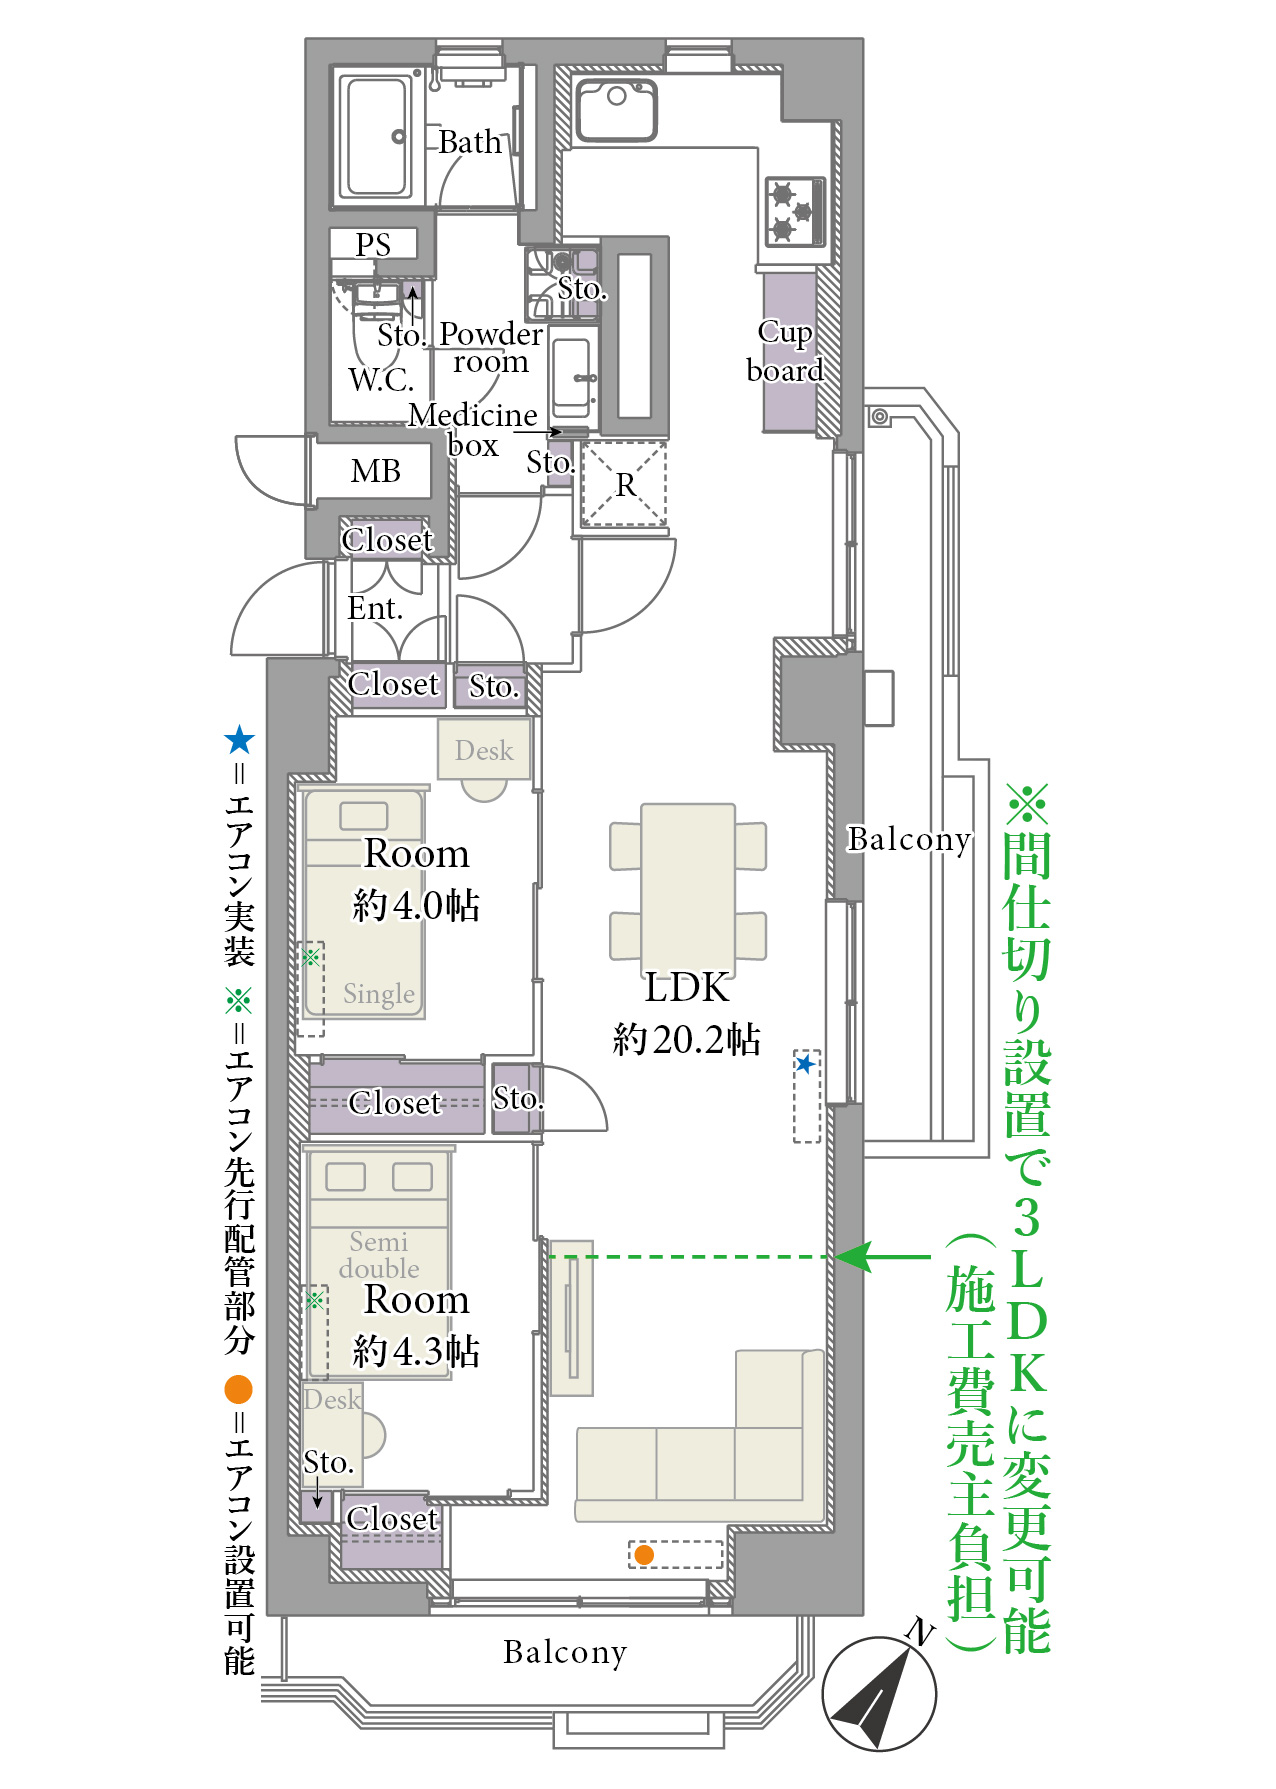 Bath
PS
Sto.
Sto.
Powder
room
W.C.
Cup
board
Medicine
box
Sto.
R
MB
Closet
Ent.
Closet
Sto.
Desk
Room
約4.0帖
※
Single
LDK
約20.2帖
Balcony
Closet
Sto.
Semi
double
Room
約4.3帖
※
Desk
Sto.
Closet
Balcony
N
★=エアコン実装 ※=エアコン先行配管部分 ●=エアコン設置可能
※間仕切り設置で3LDKに変更可能
(施工費売主負担)